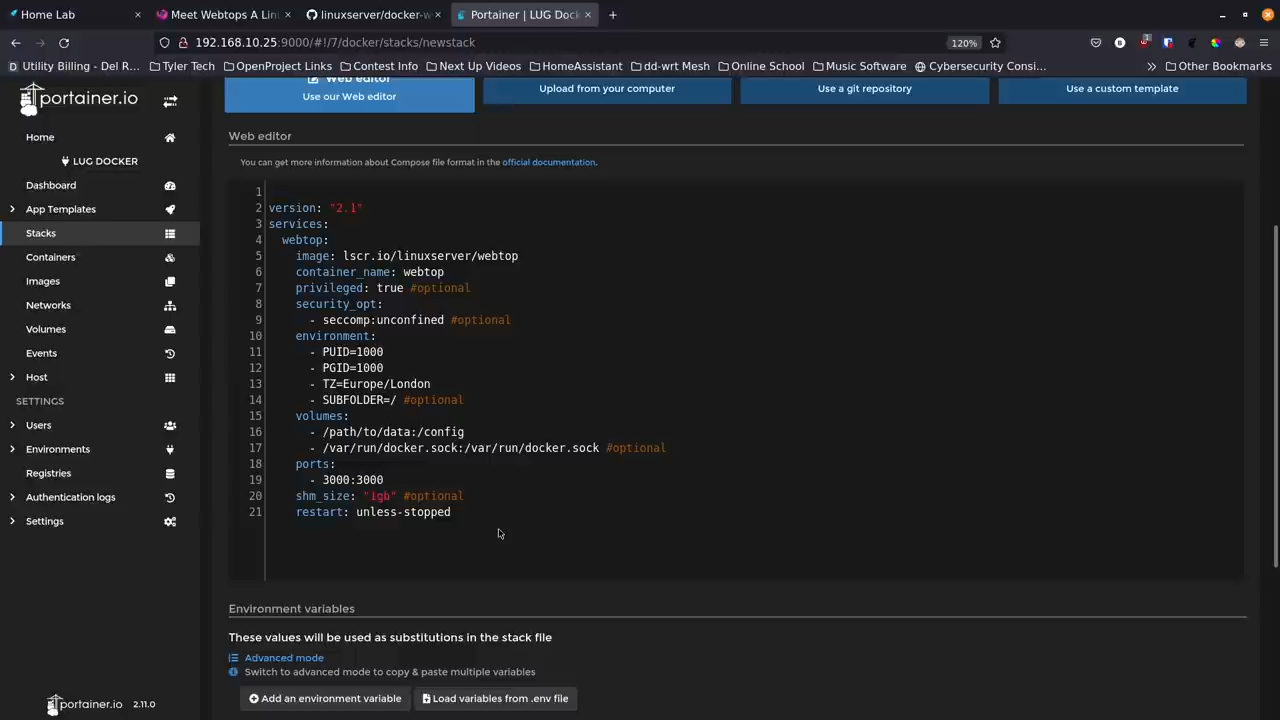 Home Lab
Meet Webtops A Lin
linuxserver/docker-w
Portainer | LUG Dock
192.168.10.25:9000/#!/7/docker/stacks/newstack
120%
Utility Billing - Del R...
Tyler Tech
OpenProject Links
Contest Info
Next Up Videos
HomeAssistant
dd-wrt Mesh
Online School
Music Software
Cybersecurity Consi...
Other Bookmarks
portainer.io
Home
LUG DOCKER
Dashboard
App Templates
Stacks
Containers
Images
Networks
Volumes
Events
Host
SETTINGS
Users
Environments
Registries
Authentication logs
Settings
portainer.io 2.11.0
Web editor
Use our Web editor
Upload from your computer
Use a git repository
Use a custom template
Web editor
You can get more information about Compose file format in the official documentation.
1
2 version: "2.1"
3 services:
4 webtop:
5 image: lscr.io/linuxserver/webtop
6 container_name: webtop
7 privileged: true #optional
8 security_opt:
9 - seccomp:unconfined #optional
10 environment:
11 - PUID=1000
12 - PGID=1000
13 - TZ=Europe/London
14 - SUBFOLDER=/ #optional
15 volumes:
16 - /path/to/data:/config
17 - /var/run/docker.sock:/var/run/docker.sock #optional
18 ports:
19 - 3000:3000
20 shm_size: "1gb" #optional
21 restart: unless-stopped
Environment variables
These values will be used as substitutions in the stack file
Advanced mode
Switch to advanced mode to copy & paste multiple variables
Add an environment variable
Load variables from .env file